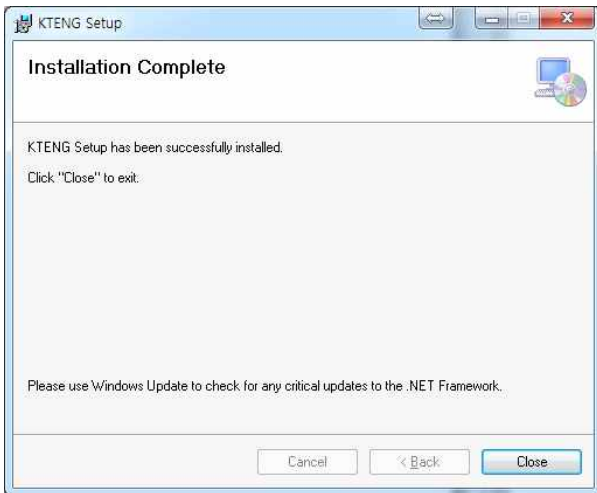 KTENG Setup
Installation Complete
KTENG Setup has been successfully installed.
Click "Close" to exit.
Please use Windows Update to check for any critical updates to the .NET Framework.
Cancel
< Back
Close